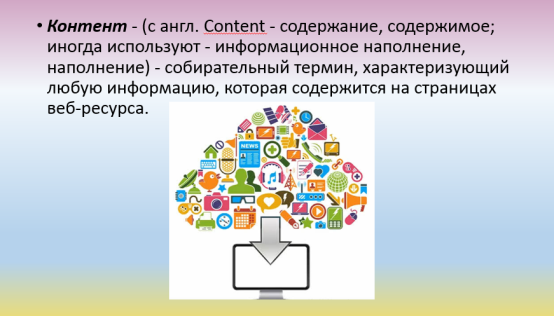 • Контент - (с англ. Content - содержание, содержимое;
иногда используют - информационное наполнение,
наполнение) - собирательный термин, характеризующий
любую информацию, которая содержится на страницах
веб-ресурса.
NEWS